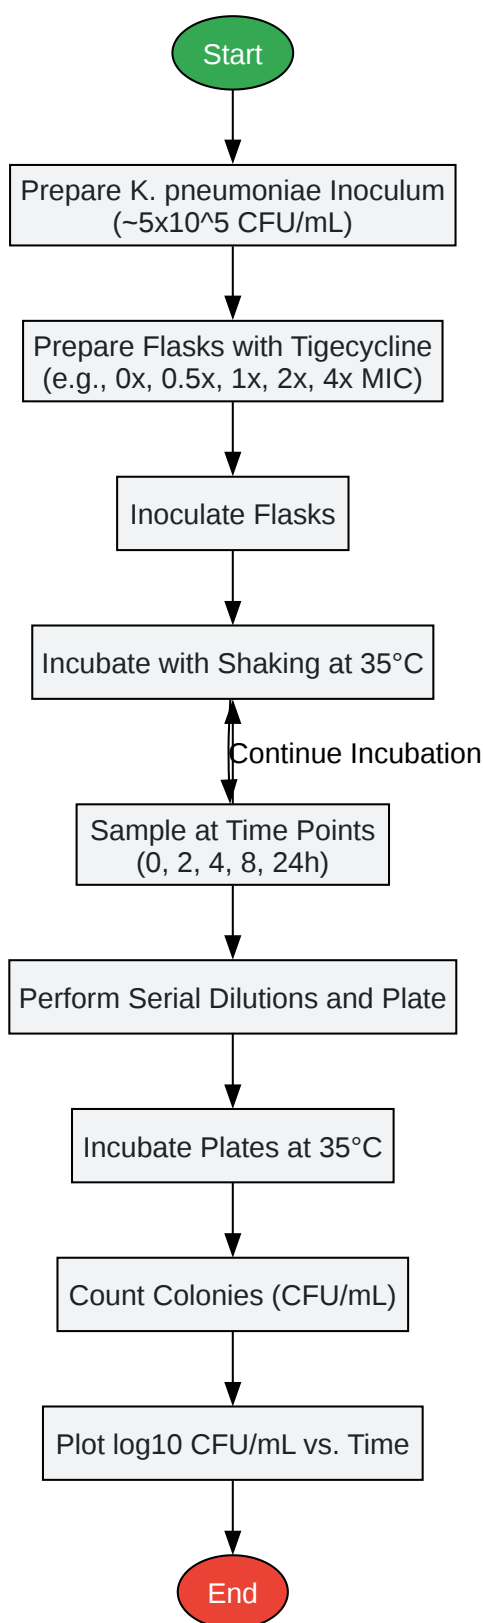 Start
Prepare K. pneumoniae Inoculum
(~5x10^5 CFU/mL)
Prepare Flasks with Tigecycline
(e.g., 0x, 0.5x, 1x, 2x, 4x MIC)
Inoculate Flasks
Incubate with Shaking at 35°C
Continue Incubation
Sample at Time Points
(0, 2, 4, 8, 24h)
Perform Serial Dilutions and Plate
Incubate Plates at 35°C
Count Colonies (CFU/mL)
Plot log10 CFU/mL vs. Time
End